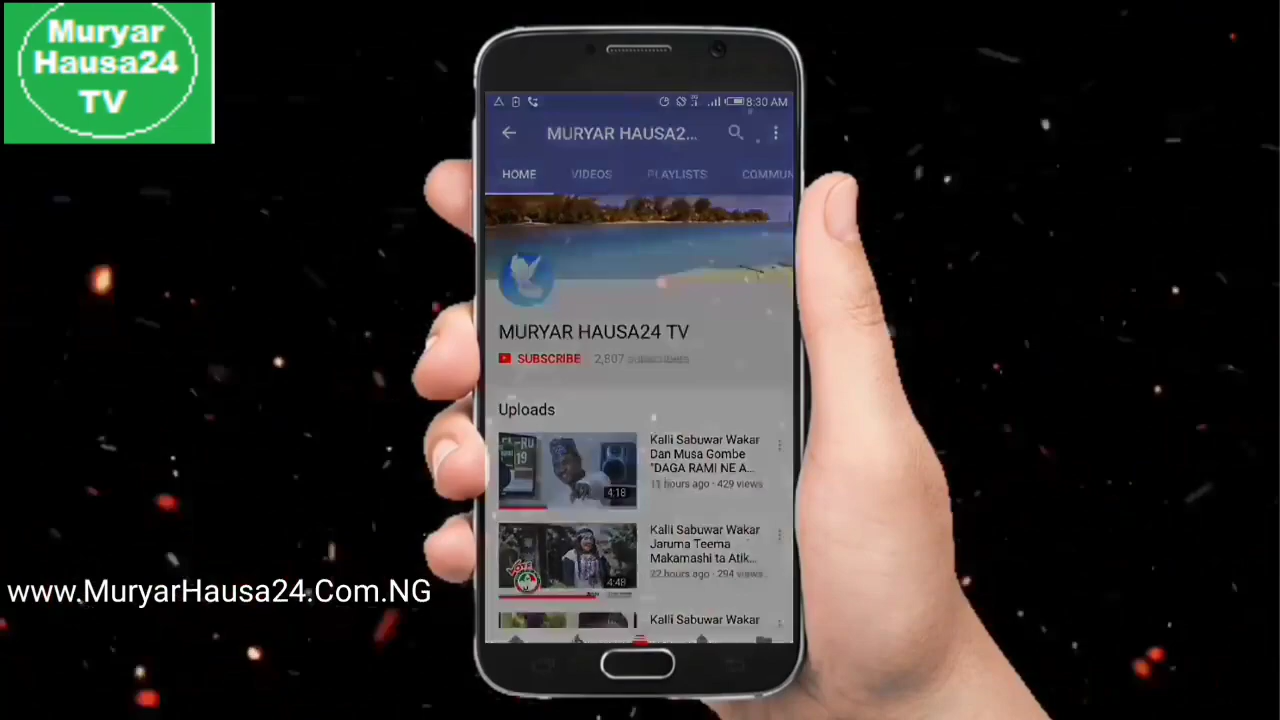 Muryar
Hausa24
TV
8:30 AM
MURYAR HAUSA2...
HOME VIDEOS PLAYLISTS COMMUN
MURYAR HAUSA24 TV
SUBSCRIBE 2,807 subscribers
Uploads
Kalli Sabuwar Wakar
Dan Musa Gombe
"DAGA RAMI NE A...
11 hours ago · 429 views
4:18
Kalli Sabuwar Wakar
Jaruma Teema
Makamashi ta Atik...
22 hours ago · 294 views
4:48
Kalli Sabuwar Wakar
www.MuryarHausa24.Com.NG